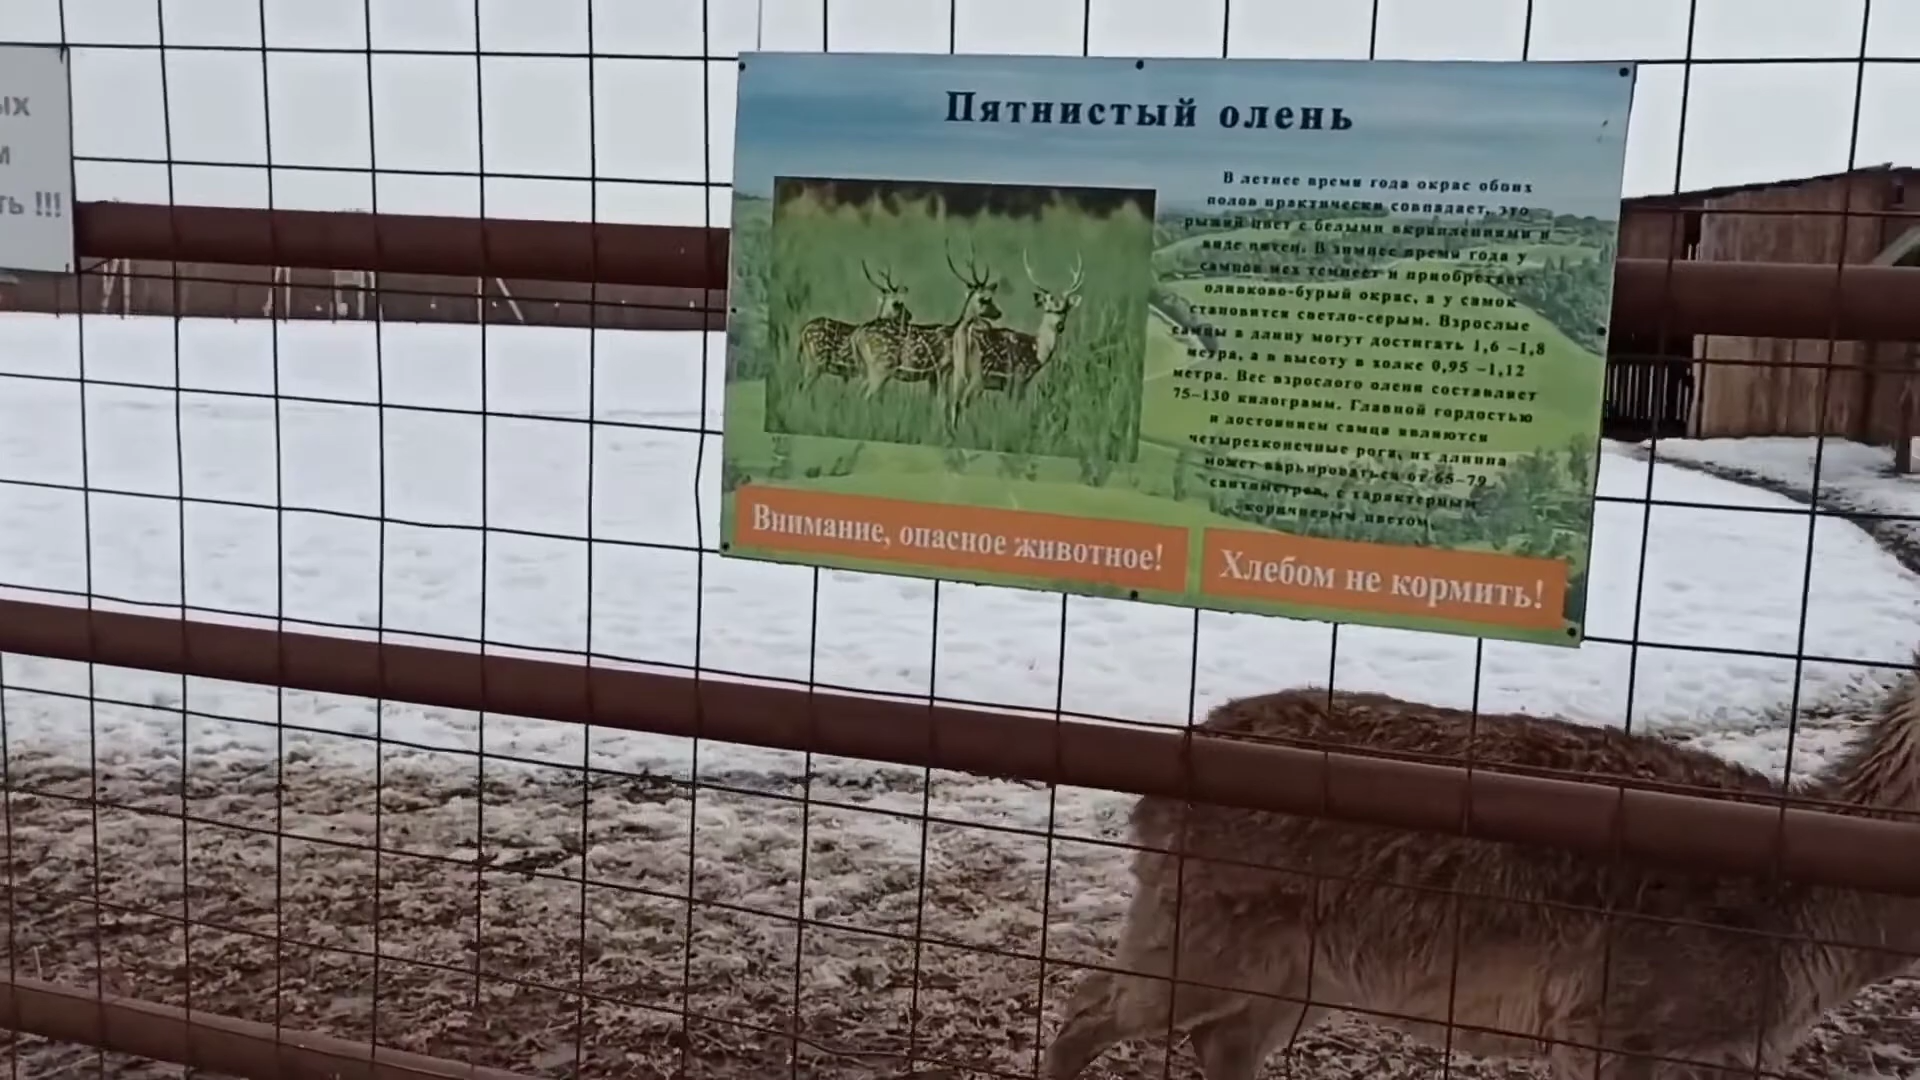 ых
ть !!!
Пятнистый олень
В летнее время года окрас обоих
полов практически совпадает, это
рыжий цвет с белыми вкраплениями в
виде пятен. В зимнее время года у
самцов мех темнеет и приобретает
оливково-бурый окрас, а у самок
становится светло-серым. Взрослые
самцы в длину могут достигать 1,6 –1,8
метра, а в высоту в холке 0,95 –1,12
метра. Вес взрослого оленя составляет
75–130 килограмм. Главной гордостью
и достоянием самца являются
четырехконечные рога, их длинна
может варьироваться от 65–79
сантиметров, с характерным
коричневым цветом.
Внимание, опасное животное!
Хлебом не кормить!